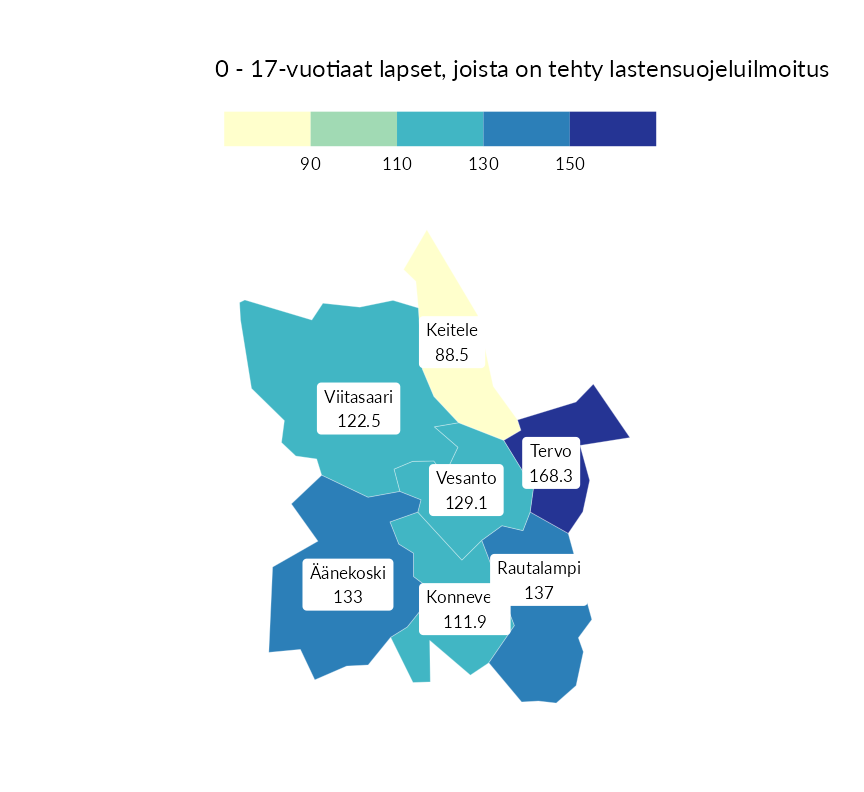 0 - 17-vuotiaat lapset, joista on tehty lastensuojeluilmoitus
90 110 130 150
Keitele
88.5
Viitasaari
122.5
Tervo
168.3
Vesanto
129.1
Äänekoski
133
Rautalampi
137
Konneve
111.9